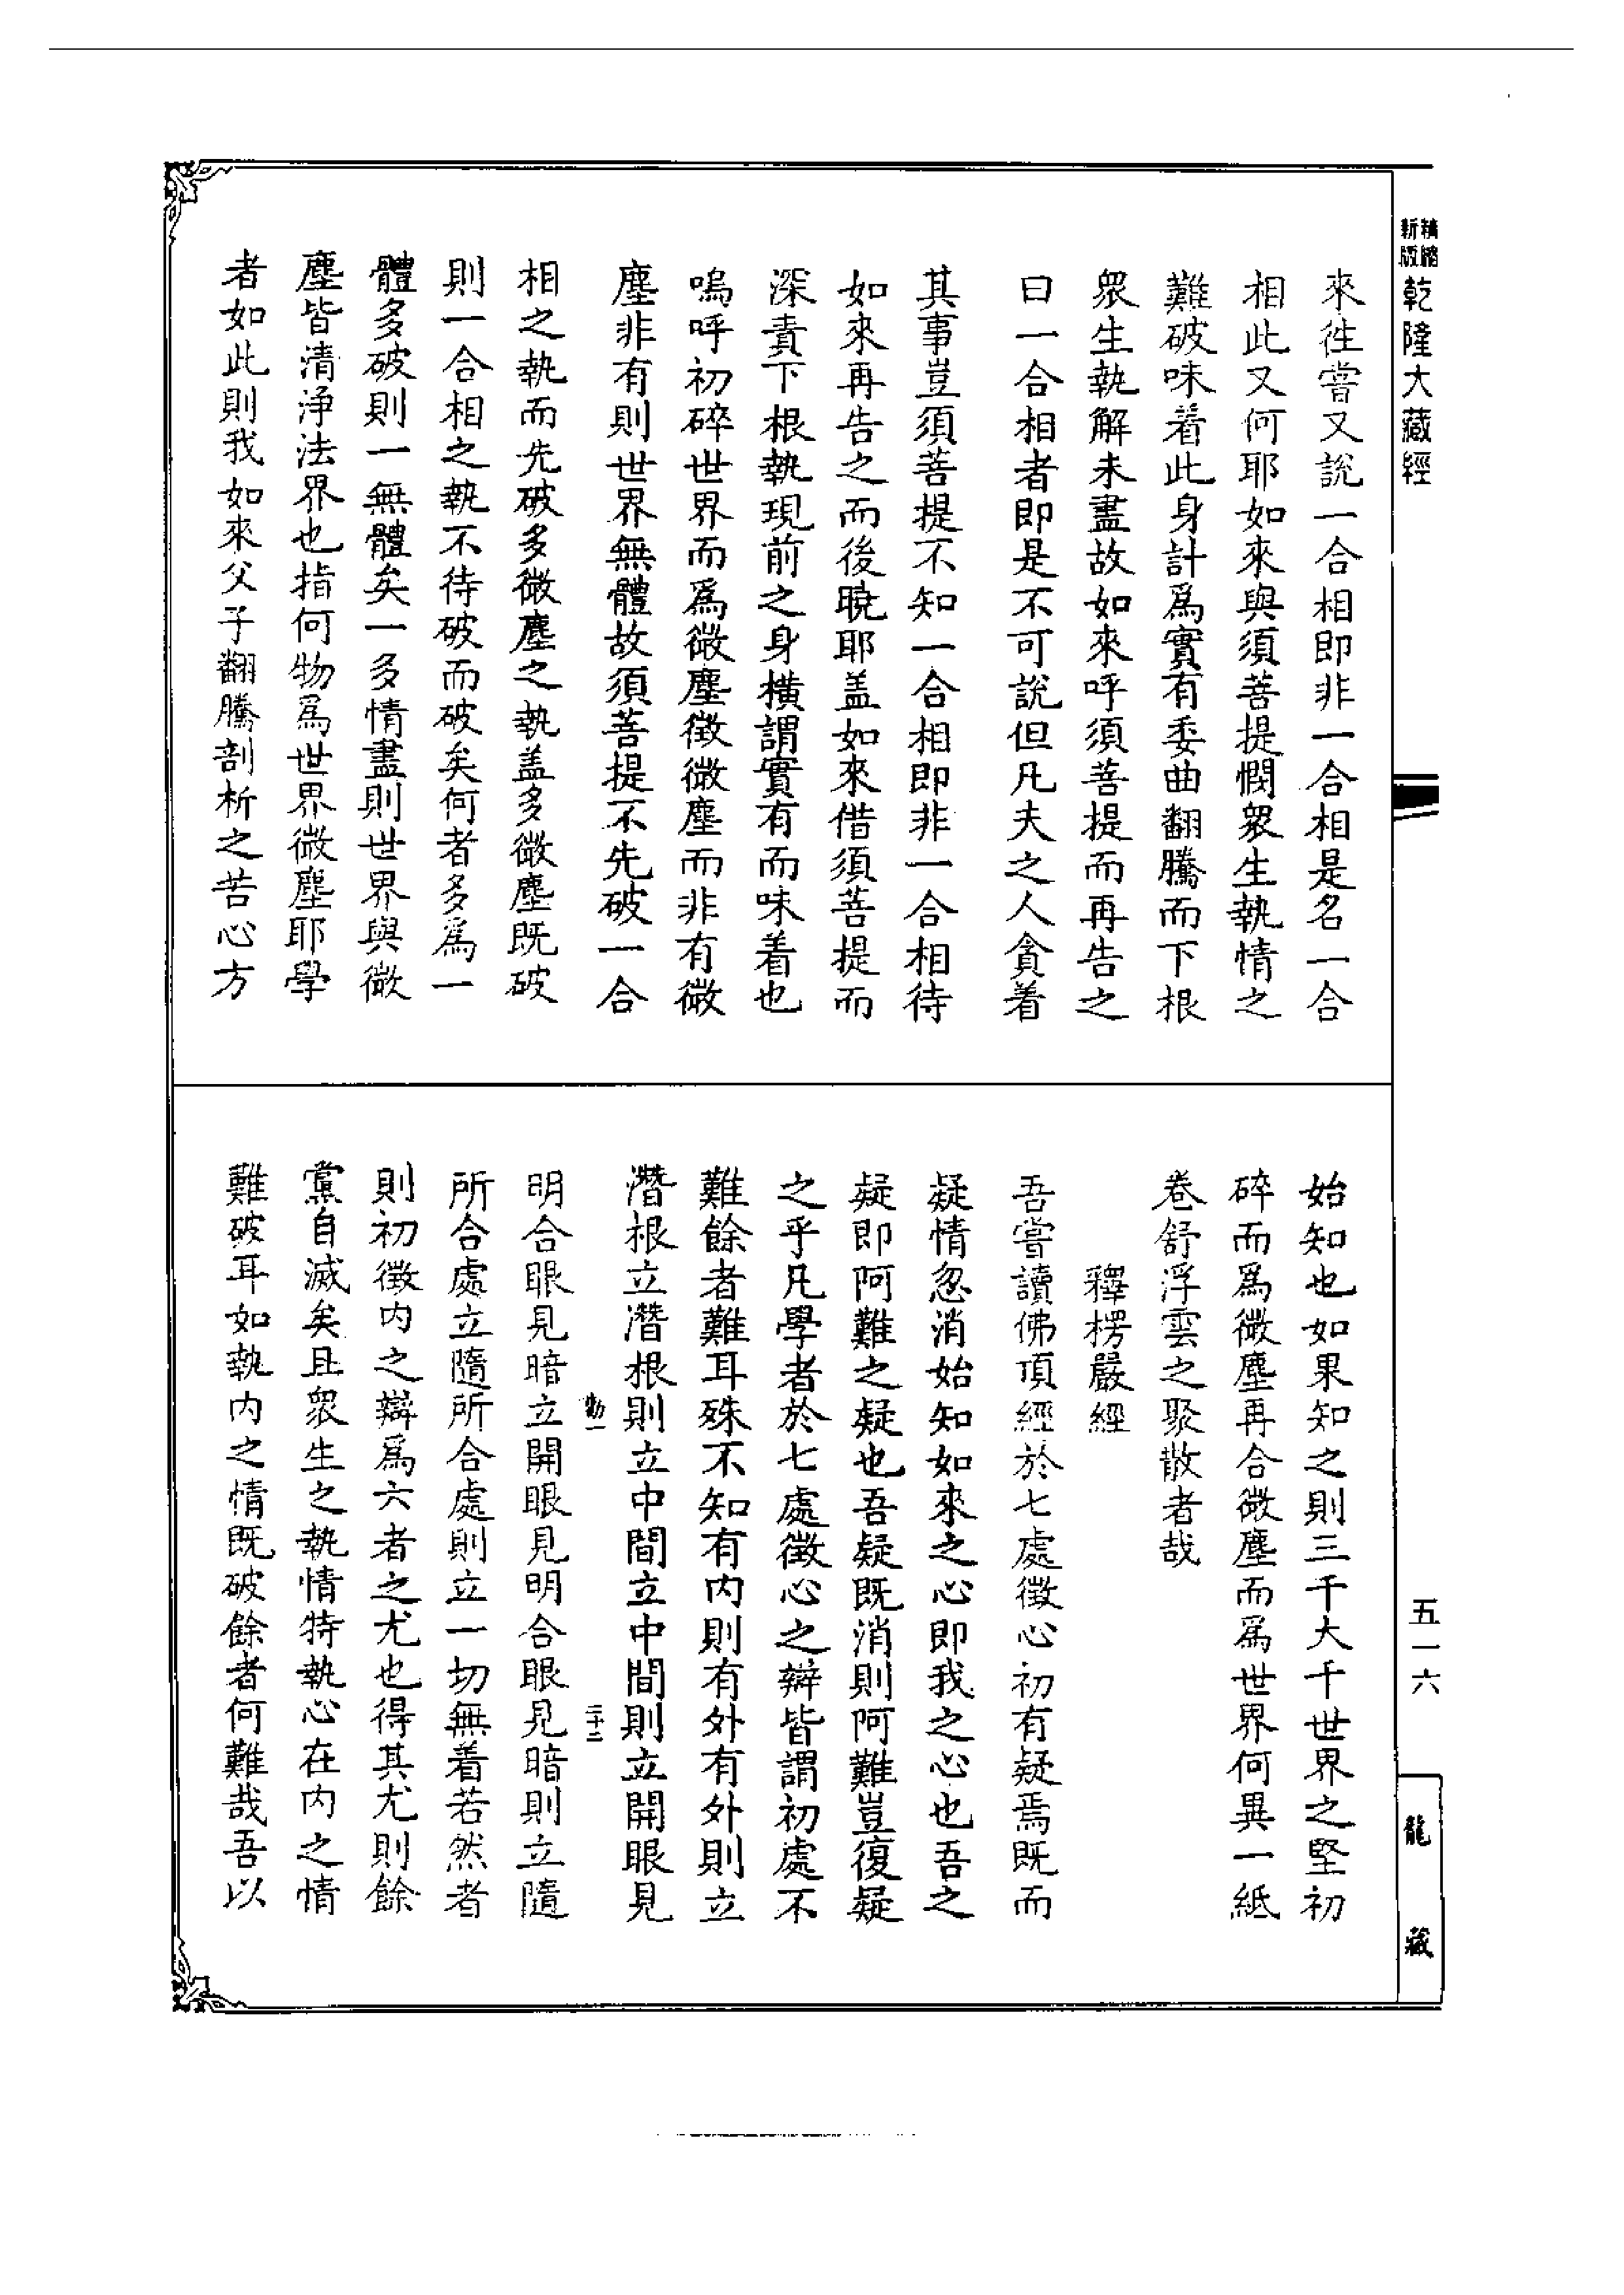 精縮新版乾隆大藏經
來往嘗又說一合相即非一合相是名一合
相此又何耶如來與須菩提憫眾生執情之
難破味着此身計為實有委曲翻騰而下根
眾生執解未盡故如來呼須菩提而再告之
曰一合相者即是不可說但凡夫之人貪着
其事豈須菩提不知一合相即非一合相待
如來再告之而後曉耶盖如來借須菩提而
深責下根執現前之身橫謂實有而味着也
嗚呼初碎世界而為微塵徵微塵而非有微
塵非有則世界無體故須菩提不先破一合
相之執而先破多微塵之執盖多微塵既破
則一合相之執不待破而破矣何者多為一
體多破則一無體矣一多情盡則世界與微
塵皆清淨法界也指何物為世界微塵耶學
者如此則我如來父子翻騰剖析之苦心方
始知也如果知之則三千大千世界之堅初
碎而為微塵再合微塵而為世界何異一紙
卷舒浮雲之聚散者哉
釋楞嚴經
吾嘗讀佛頂經於七處徵心初有疑焉既而
疑情忽消始知如來之心即我之心也吾之
疑即阿難之疑也吾疑既消則阿難豈復疑
之乎凡學者於七處徵心之辯皆謂初處不
難餘者難耳殊不知有内則有外有外則立
潛根立潛根則立中間立中間則立開眼見
勤一
三十三
明合眼見暗立開眼見明合眼見暗則立隨
所合處立隨所合處則立一切無着若然者
則初徵内之辯為六者之尤也得其尤則餘
黨自滅矣且眾生之執情特執心在内之情
難破耳如執内之情既破餘者何難哉吾以
五一六
龍藏